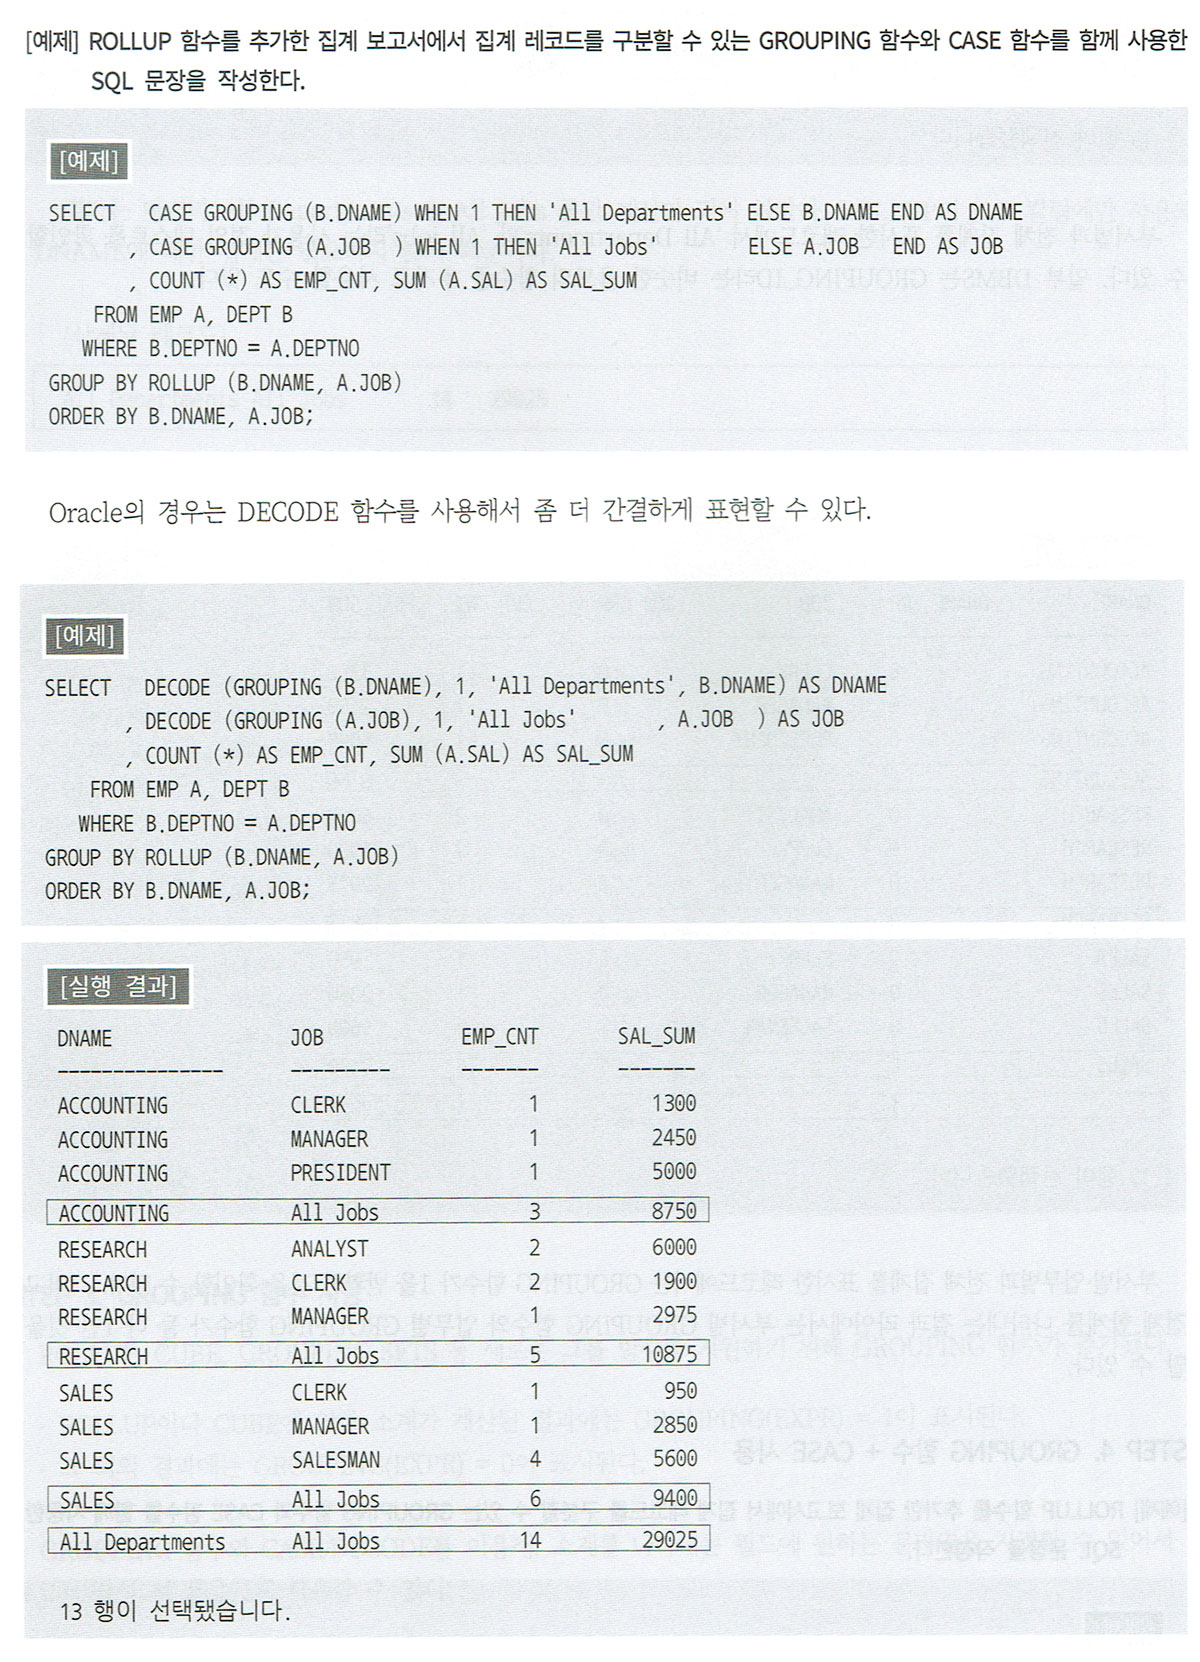 [예제] ROLLUP 함수를 추가한 집계 보고서에서 집계 레코드를 구분할 수 있는 GROUPING 함수와 CASE 함수를 함께 사용한
SQL 문장을 작성한다.
[예제]
SELECT   CASE GROUPING (B.DNAME) WHEN 1 THEN 'All Departments' ELSE B.DNAME END AS DNAME
       , CASE GROUPING (A.JOB  ) WHEN 1 THEN 'All Jobs'        ELSE A.JOB   END AS JOB
       , COUNT (*) AS EMP_CNT, SUM (A.SAL) AS SAL_SUM
    FROM EMP A, DEPT B
   WHERE B.DEPTNO = A.DEPTNO
GROUP BY ROLLUP (B.DNAME, A.JOB)
ORDER BY B.DNAME, A.JOB;
Oracle의 경우는 DECODE 함수를 사용해서 좀 더 간결하게 표현할 수 있다.
[예제]
SELECT   DECODE (GROUPING (B.DNAME), 1, 'All Departments', B.DNAME) AS DNAME
       , DECODE (GROUPING (A.JOB), 1, 'All Jobs'       , A.JOB  ) AS JOB
       , COUNT (*) AS EMP_CNT, SUM (A.SAL) AS SAL_SUM
    FROM EMP A, DEPT B
   WHERE B.DEPTNO = A.DEPTNO
GROUP BY ROLLUP (B.DNAME, A.JOB)
ORDER BY B.DNAME, A.JOB;
[실행 결과]
DNAME                JOB            EMP_CNT       SAL_SUM
---------------      ---------      -------       -------
ACCOUNTING           CLERK                1          1300
ACCOUNTING           MANAGER              1          2450
ACCOUNTING           PRESIDENT            1          5000
ACCOUNTING           All Jobs             3          8750
RESEARCH             ANALYST              2          6000
RESEARCH             CLERK                2          1900
RESEARCH             MANAGER              1          2975
RESEARCH             All Jobs             5         10875
SALES                CLERK                1           950
SALES                MANAGER              1          2850
SALES                SALESMAN             4          5600
SALES                All Jobs             6          9400
All Departments      All Jobs            14         29025
13 행이 선택됐습니다.